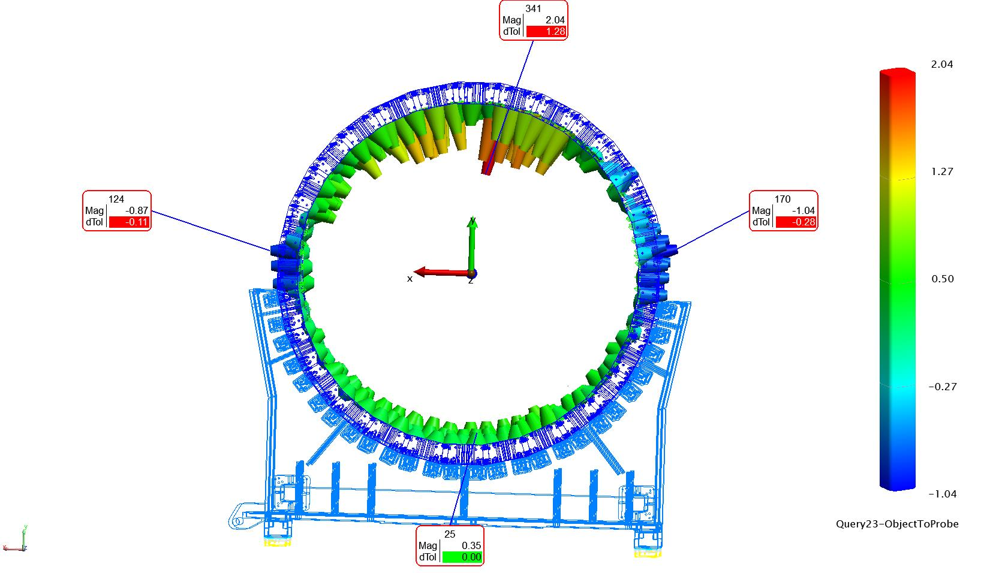 341
Mag 2.04
dTol 1.28
2.04
124
Mag -0.87
dTol -0.11
170
Mag -1.04
dTol -0.28
1.27
y
x
z
0.50
-0.27
-1.04
Query23-ObjectToProbe
25
Mag 0.35
dTol 0.00
y
x
z